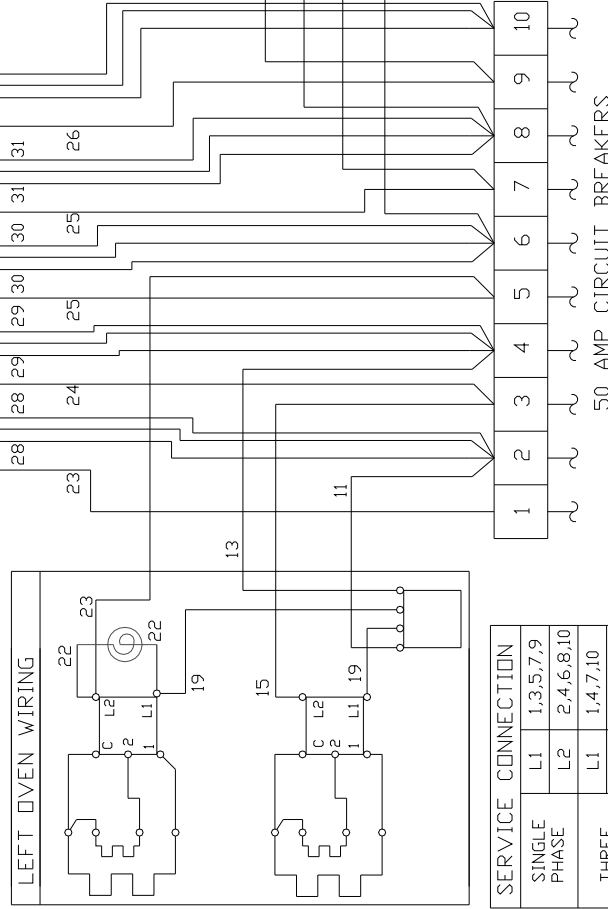 10
9
8
7
6
5
4
3
2
1
50 AMP CIRCUIT BREAKERS
31
26
31
30
25
30
29
25
29
28
24
28
23
11
13
15
LEFT OVEN WIRING
23
22
22
19
L2
L1
C
2
1
19
L2
L1
C
2
1
SERVICE CONNECTION
SINGLE PHASE
L1 1,3,5,7,9
L2 2,4,6,8,10
THREE
L1 1,4,7,10